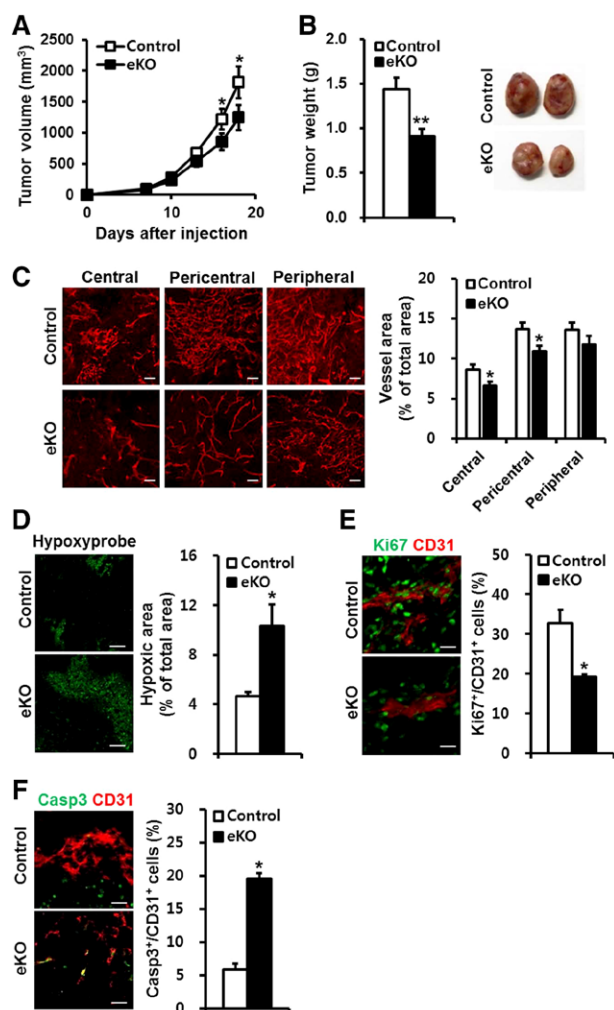 A
Tumor volume (mm³)
2500
2000
1500
1000
500
0
Control
eKO
*
*
0
10
20
Days after injection
B
Tumor weight (g)
2.0
1.5
1.0
0.5
0.0
Control
eKO
**
Control
eKO
C
Central
Pericentral
Peripheral
Control
eKO
Vessel area
(% of total area)
20
15
10
5
0
Control
eKO
*
*
Central
Pericentral
Peripheral
D
Hypoxyprobe
Control
eKO
Hypoxic area
(% of total area)
16
12
8
4
0
Control
eKO
*
E
Ki67 CD31
Control
eKO
Ki67⁺/CD31⁺ cells (%)
50
40
30
20
10
0
Control
eKO
*
F
Casp3 CD31
Control
eKO
Casp3⁺/CD31⁺ cells (%)
30
25
20
15
10
5
0
Control
eKO
*